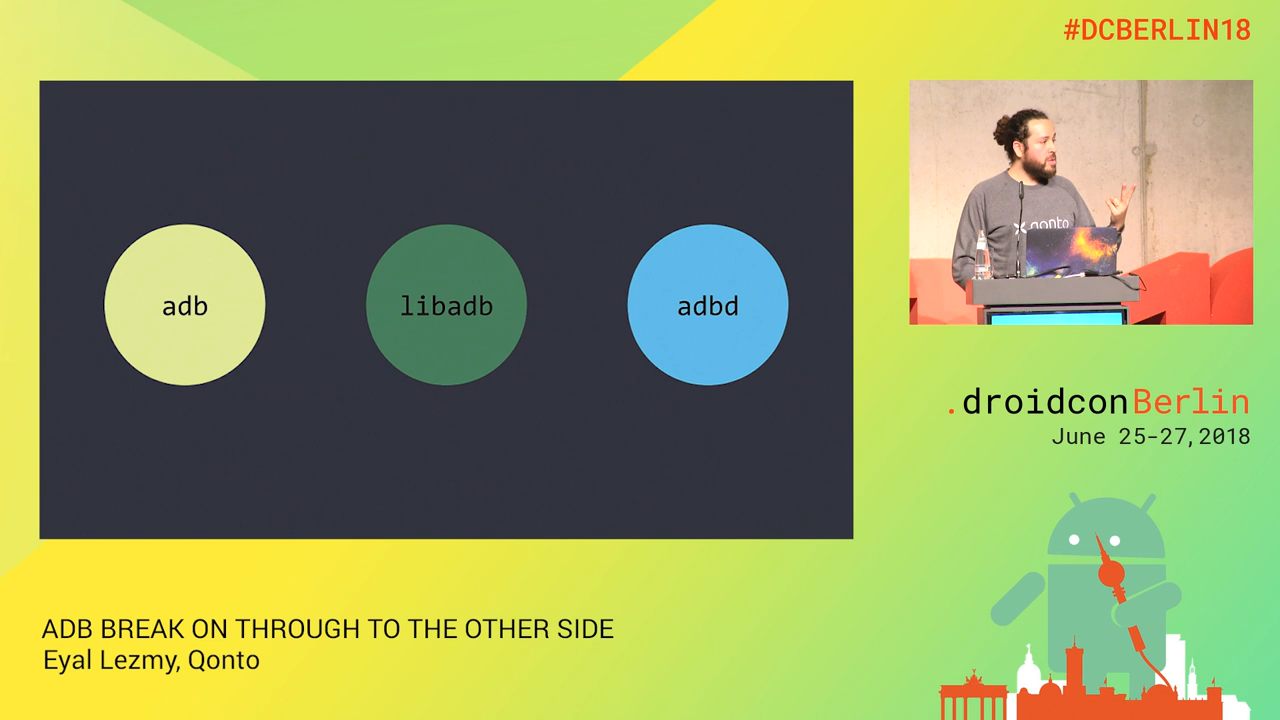 #DCBERLIN18
adb
libadb
adbd
qonto
.droidconBerlin
June 25-27, 2018
ADB BREAK ON THROUGH TO THE OTHER SIDE
Eyal Lezmy, Qonto